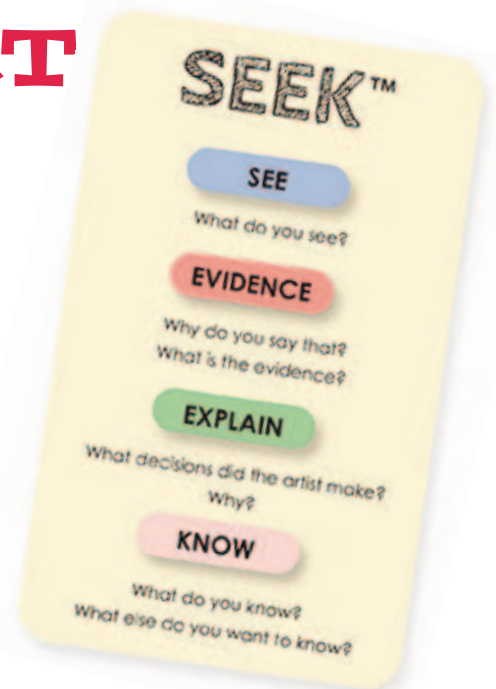 T
SEEK™
SEE
What do you see?
EVIDENCE
Why do you say that?
What is the evidence?
EXPLAIN
What decisions did the artist make?
Why?
KNOW
What do you know?
What else do you want to know?